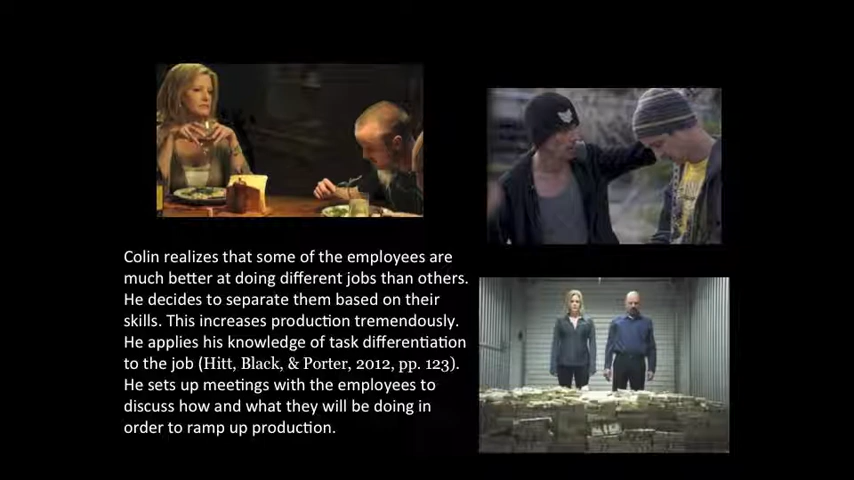 Colin realizes that some of the employees are
much better at doing different jobs than others.
He decides to separate them based on their
skills. This increases production tremendously.
He applies his knowledge of task differentiation
to the job (Hitt, Black, & Porter, 2012, pp. 123).
He sets up meetings with the employees to
discuss how and what they will be doing in
order to ramp up production.